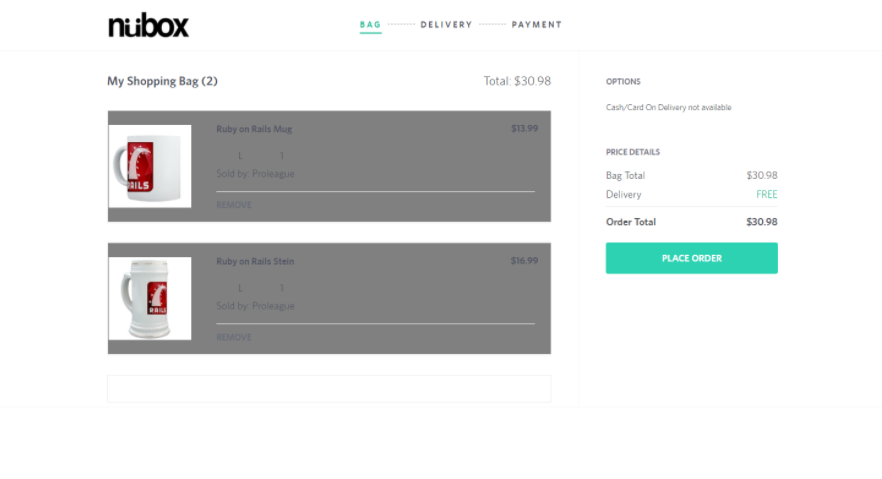 nübox
BAG DELIVERY PAYMENT
My Shopping Bag (2) Total: $30.98
Ruby on Rails Mug $13.99
L 1
Sold by: Proleague
REMOVE
RAILS
Ruby on Rails Stein $16.99
L 1
Sold by: Proleague
REMOVE
RAILS
OPTIONS
Cash/Card On Delivery not available
PRICE DETAILS
Bag Total $30.98
Delivery FREE
Order Total $30.98
PLACE ORDER